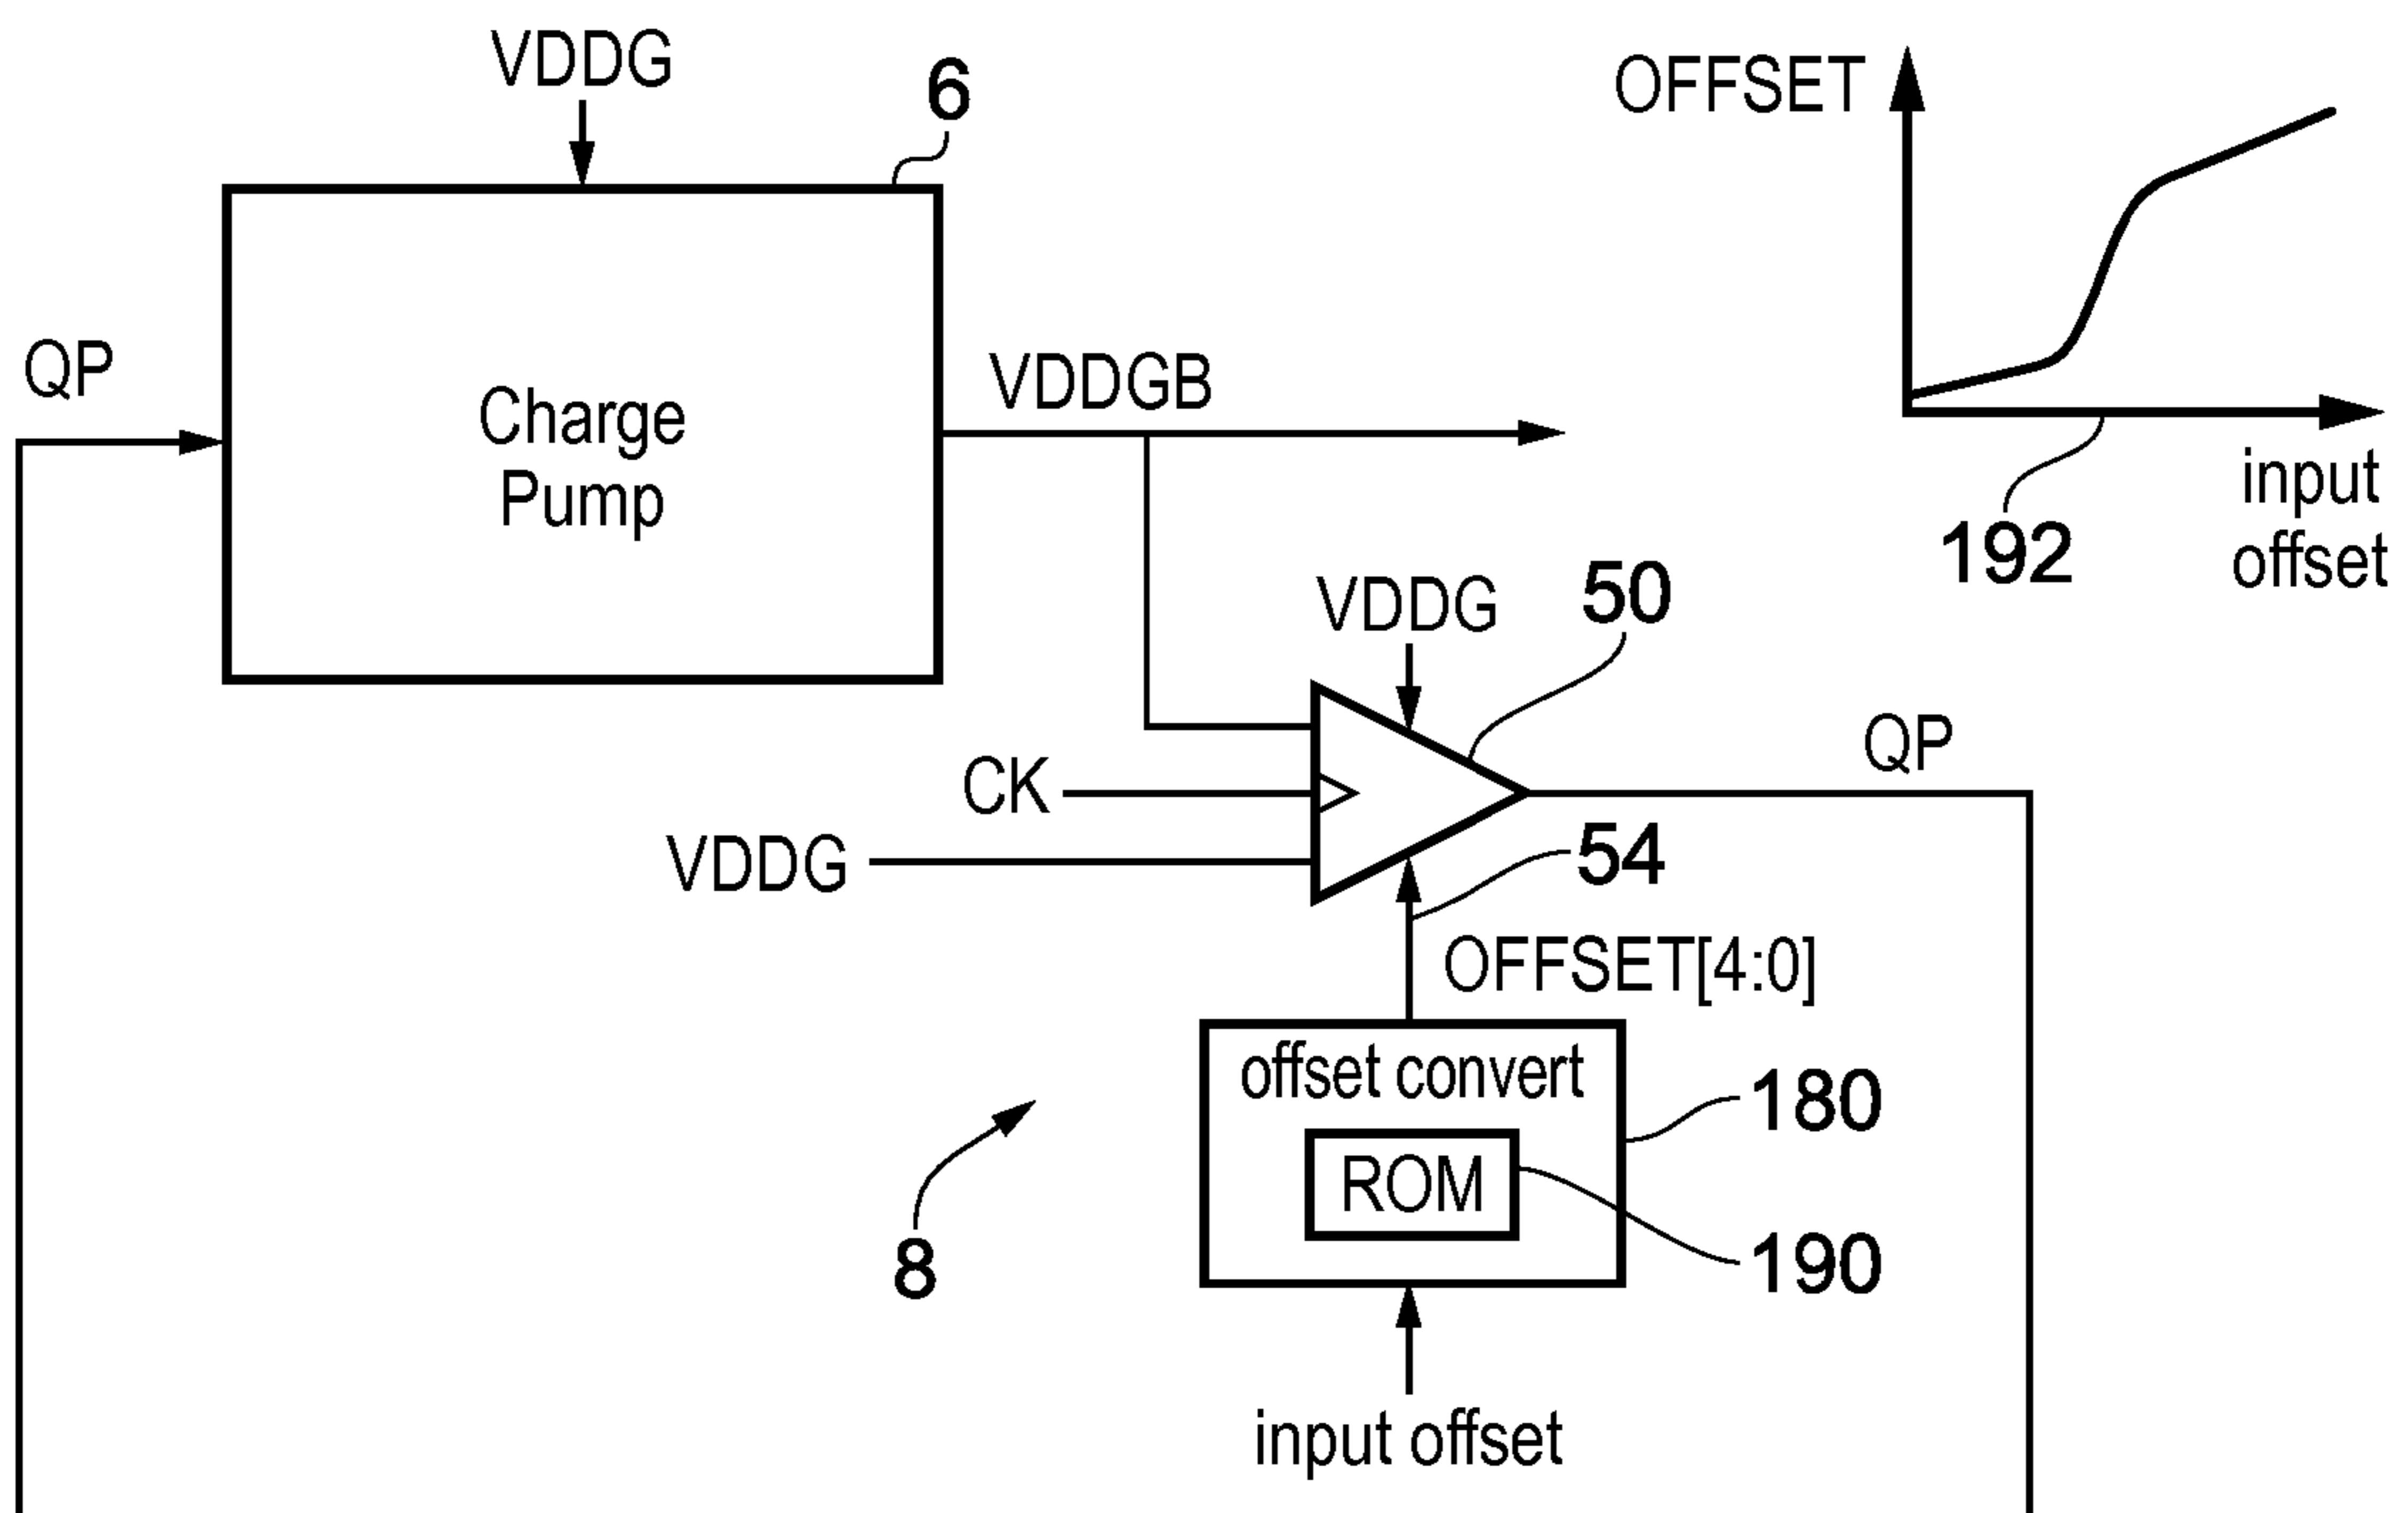 VDDG
6
OFFSET
QP
Charge
Pump
VDDGB
input
offset
192
VDDG
50
CK
QP
VDDG
54
OFFSET[4:0]
offset convert
180
ROM
190
8
input offset